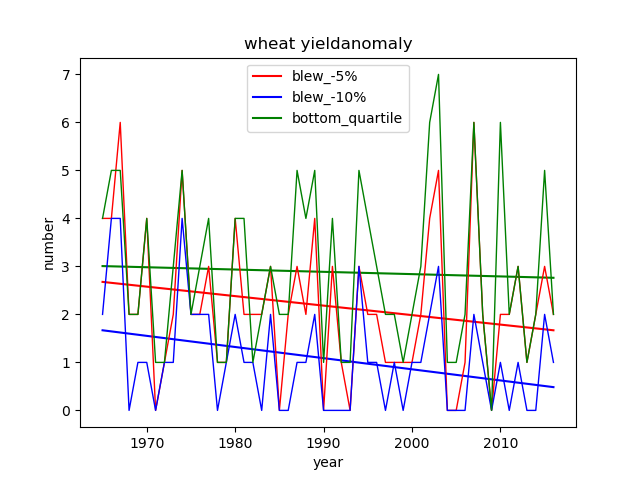 wheat yieldanomaly
blew_-5%
blew_-10%
bottom_quartile
7
6
5
4
3
2
1
0
number
1970 1980 1990 2000 2010
year